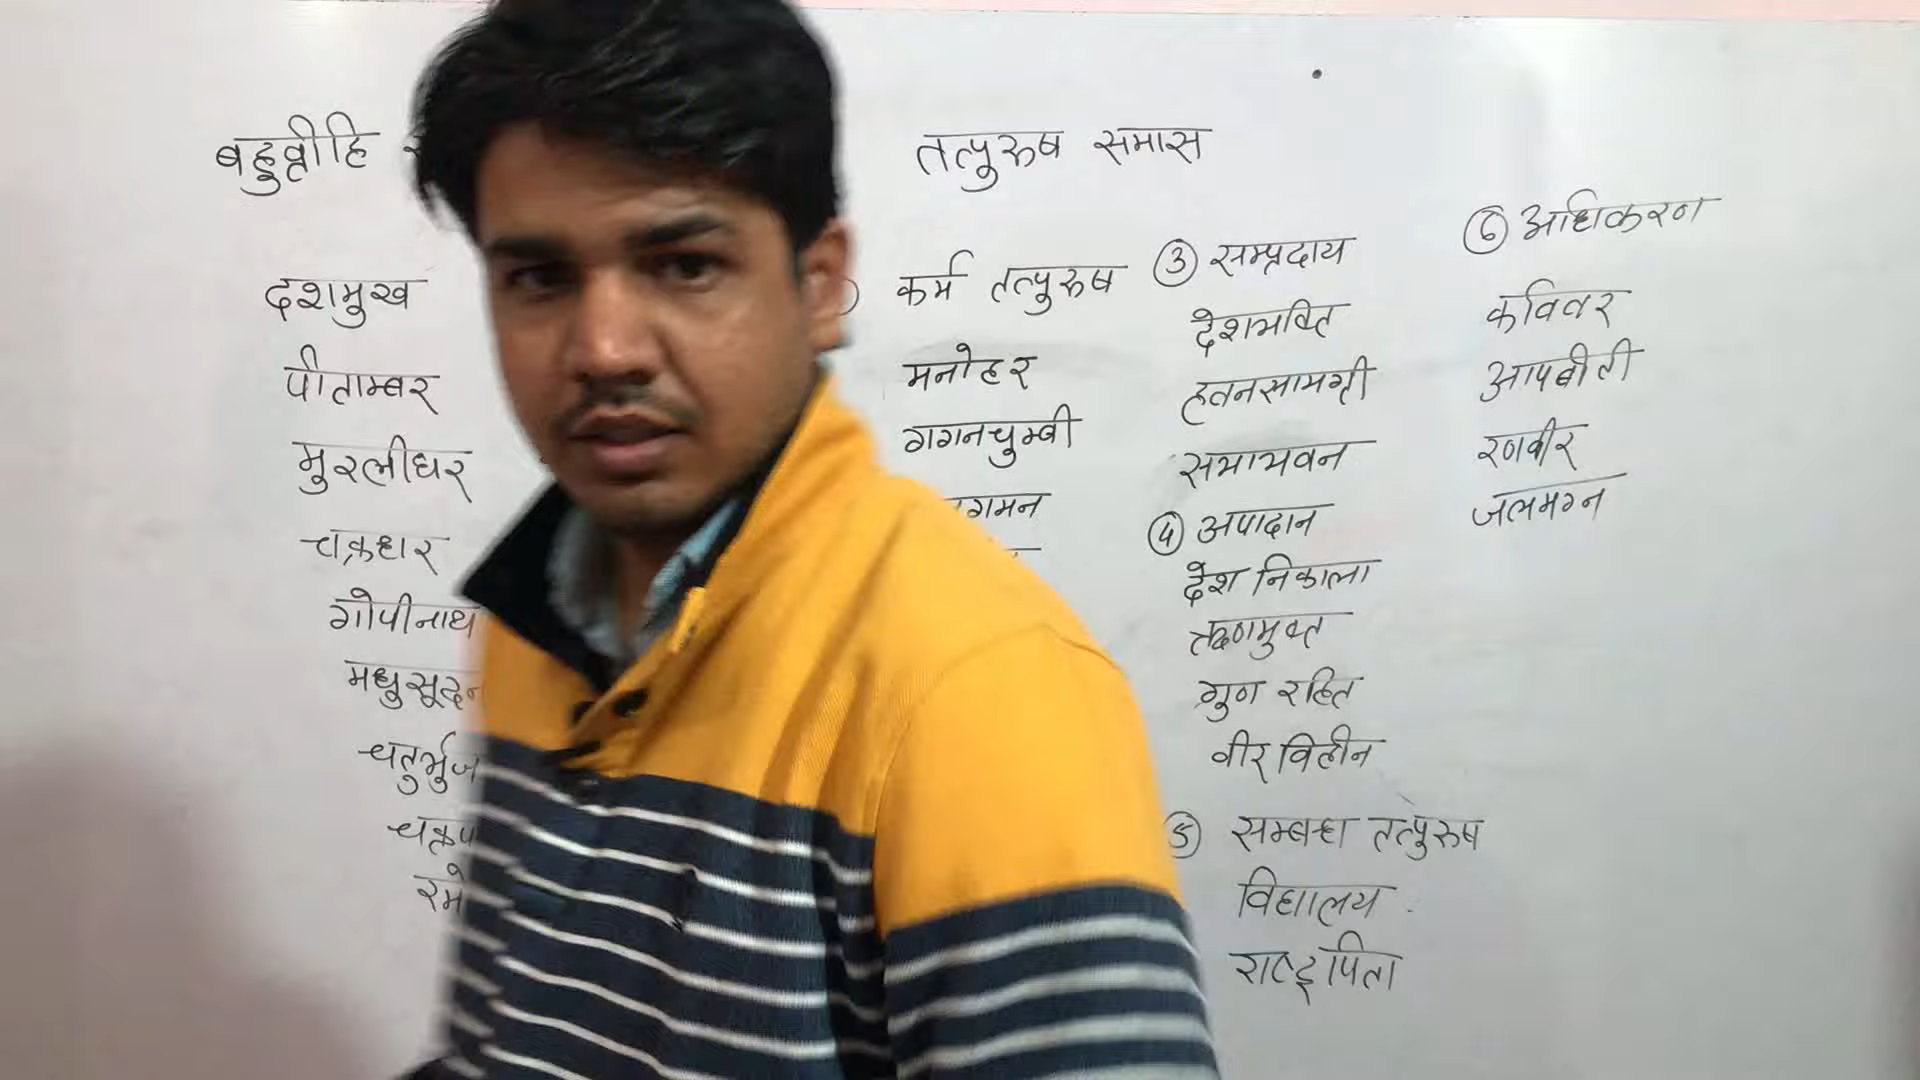 बहुव्रीहि
दशमुख
पीताम्बर
मुरलीधर
चक्रधार
गोपीनाथ
मधुसूदन
चतुर्भुज
तत्पुरुष समास
कर्म तत्पुरुष
मनोहर
गगनचुम्बी
गमन
③ सम्प्रदाय
देशभक्ति
हवनसामग्री
सभाभवन
④ अपादान
देश निकाला
ऋणमुक्त
गुण रहित
वीर विहीन
5 सम्बन्ध तत्पुरुष
विद्यालय
राष्ट्रपिता
⑥ अधिकरण
कविवर
आपबीती
रणवीर
जलमग्न